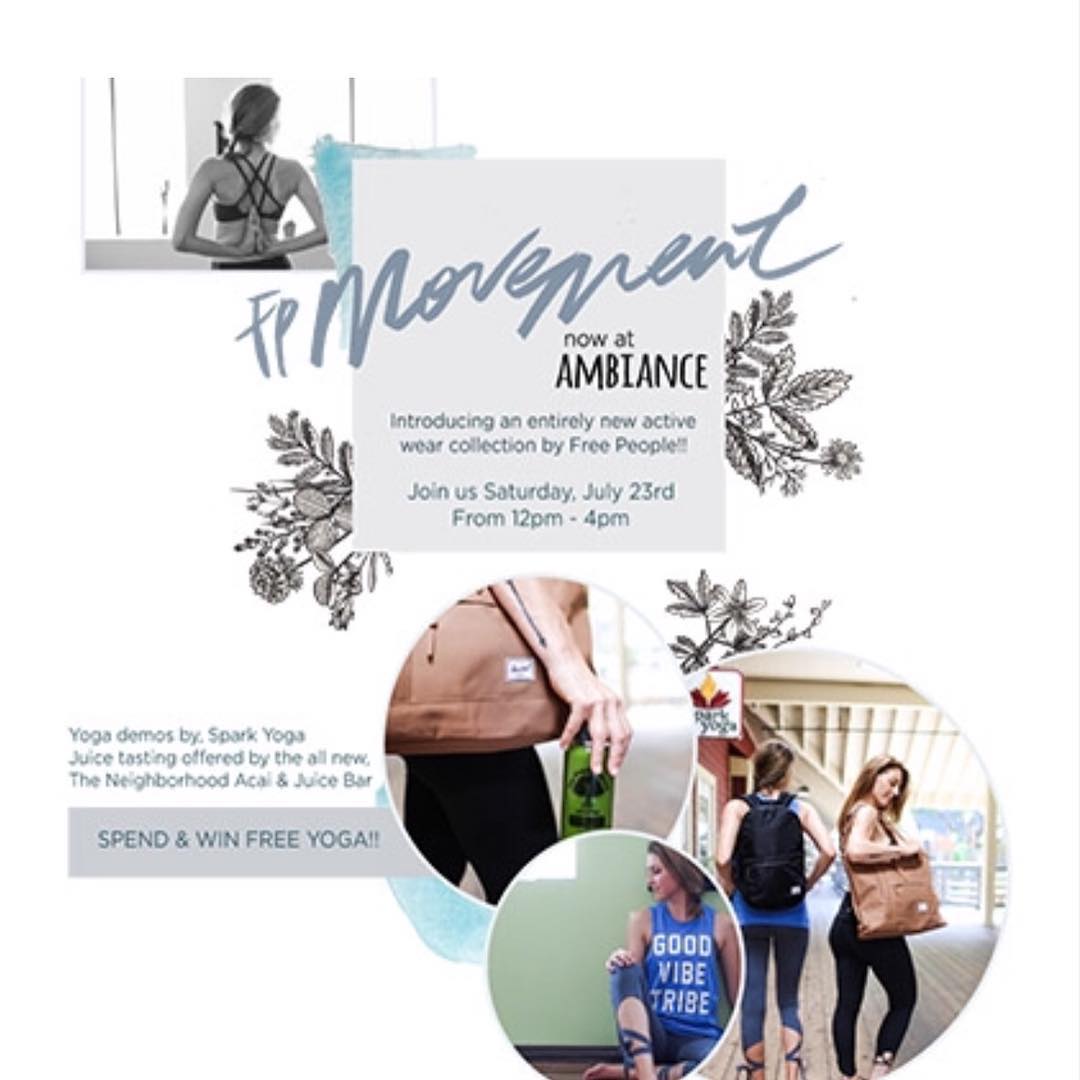 FP Movement
now at
AMBIANCE
Introducing an entirely new active
wear collection by Free People!!
Join us Saturday, July 23rd
From 12pm - 4pm
Yoga demos by, Spark Yoga
Juice tasting offered by the all new,
The Neighborhood Acai & Juice Bar
SPEND & WIN FREE YOGA!!
park
yoga
GOOD
VIBE
TRIBE